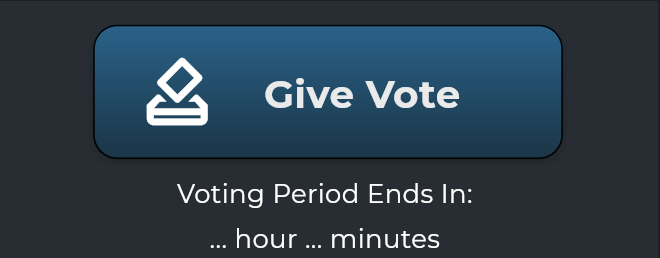 Give Vote
Voting Period Ends In:
... hour ... minutes